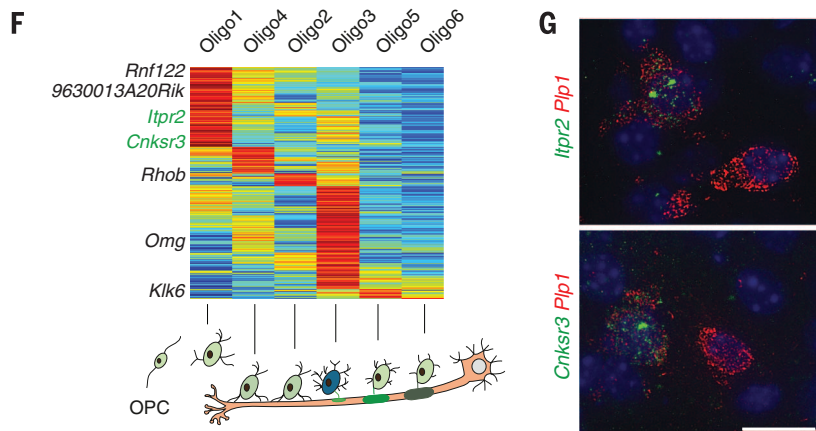 F
Oligo1
Oligo4
Oligo2
Oligo3
Oligo5
Oligo6
Rnf122
9630013A20Rik
Itpr2
Cnksr3
Rhob
Omg
Klk6
OPC
G
Itpr2 Plp1
Cnksr3 Plp1